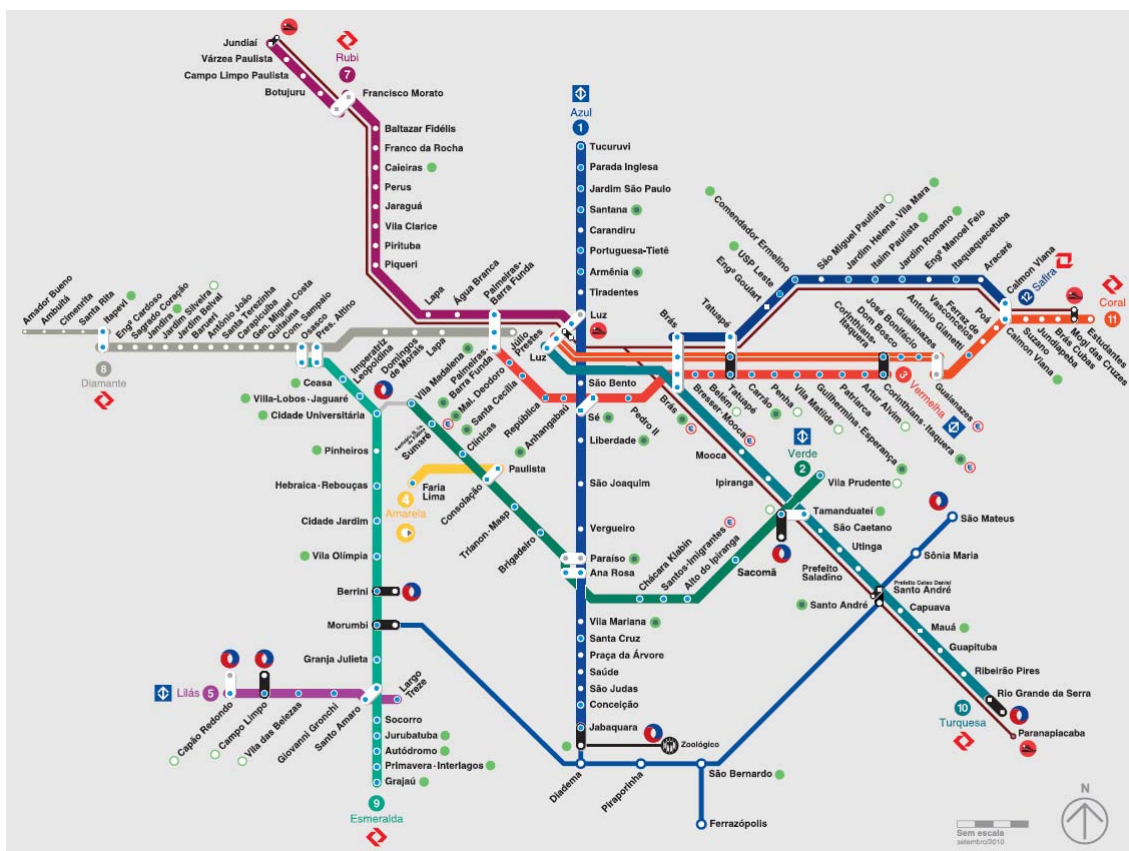 Jundiaí
Várzea Paulista
Campo Limpo Paulista
Botujuru
Rubi
7
Francisco Morato
Baltazar Fidélis
Franco da Rocha
Caieiras
Perus
Jaraguá
Vila Clarice
Pirituba
Piqueri
Lapa
Água Branca
Palmeiras-
Barra Funda
Azul
1
Tucuruvi
Parada Inglesa
Jardim São Paulo
Santana
Carandiru
Portuguesa-Tietê
Armênia
Tiradentes
Luz
São Bento
Sé
Liberdade
São Joaquim
Vergueiro
Paraíso
Ana Rosa
Vila Mariana
Santa Cruz
Praça da Árvore
Saúde
São Judas
Conceição
Jabaquara
Zoológico
Brás
Tatuapé
Engº Goulart
USP Leste
Comendador Ermelino
São Miguel Paulista
Jardim Helena-Vila Mara
Itaim Paulista
Jardim Romano
Engº Manoel Feio
Itaquaquecetuba
Aracaré
Calmon Viana
12
Safira
Coral
11
Corinthians-
Itaquera
Dom Bosco
José Bonifácio
Guaianazes
Antonio Gianetti
Ferraz de
Vasconcelos
Poá
Calmon Viana
Suzano
Jundiapeba
Brás Cubas
Mogi das Cruzes
Estudantes
Amador Bueno
Ambuitá
Cimenrita
Santa Rita
Itapevi
Engº Cardoso
Sagrado Coração
Jandira
Jardim Silveira
Jardim Belval
Barueri
Antônio João
Santa Terezinha
Carapicuíba
Gen. Miguel Costa
Quitaúna
Com. Sampaio
Osasco
Pres. Altino
Imperatriz
Leopoldina
Domingos
de Morais
Lapa
Júlio
Prestes
8
Diamante
Luz
Palmeiras-
Barra Funda
Mal. Deodoro
Santa Cecília
República
Anhangabaú
Pedro II
Brás
Bresser-Mooca
Belém
Tatuapé
Carrão
Penha
Vila Matilde
Guilhermina-Esperança
Patriarca
Artur Alvim
Corinthians-Itaquera
3
Vermelha
Guaianazes
Vila Madalena
Sumaré
Clínicas
Consolação
Trianon-Masp
Brigadeiro
Chácara Klabin
Santos-Imigrantes
Alto do Ipiranga
Sacomã
Tamanduateí
Vila Prudente
Verde
2
Paulista
Faria
Lima
4
Amarela
Ceasa
Villa-Lobos-Jaguaré
Cidade Universitária
Pinheiros
Hebraica-Rebouças
Cidade Jardim
Vila Olímpia
Berrini
Morumbi
Granja Julieta
Santo Amaro
Largo
Treze
Socorro
Jurubatuba
Autódromo
Primavera-Interlagos
Grajaú
9
Esmeralda
Lilás
5
Capão Redondo
Campo Limpo
Vila das Belezas
Giovanni Gronchi
Mooca
Ipiranga
São Caetano
Utinga
Prefeito
Saladino
Prefeito Celso Daniel
Santo André
Santo André
Capuava
Mauá
Guapituba
Ribeirão Pires
Rio Grande da Serra
Paranapiacaba
10
Turquesa
São Mateus
Sônia Maria
Diadema
Piraporinha
São Bernardo
Ferrazópolis
N
Sem escala
setembro/2010